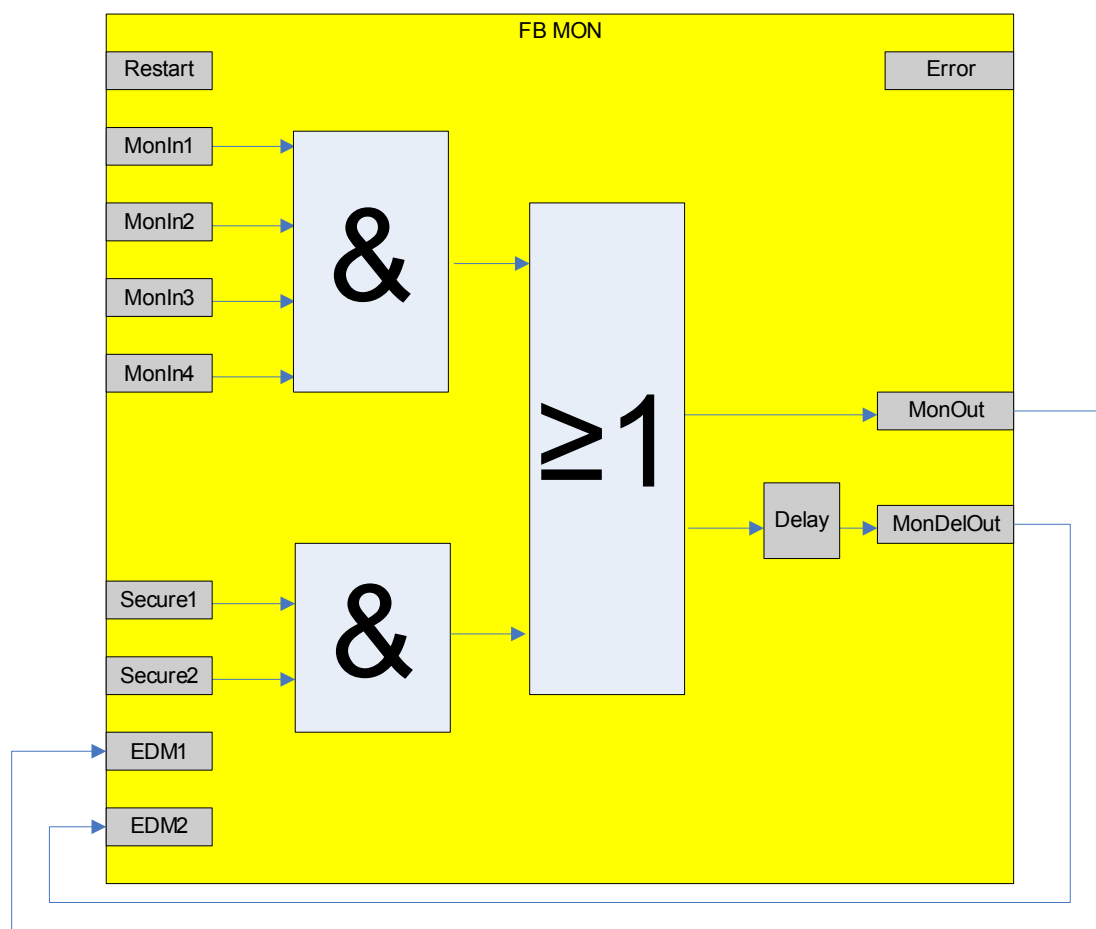 FB MON
Restart
Error
MonIn1
MonIn2
MonIn3
MonIn4
&
≥1
MonOut
Delay
MonDelOut
&
Secure1
Secure2
EDM1
EDM2